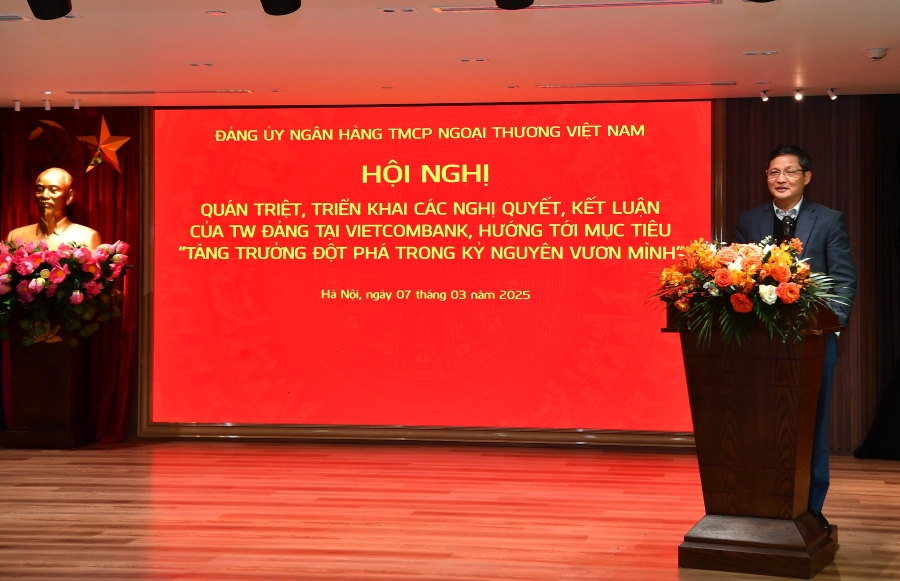 ĐẢNG ỦY NGÂN HÀNG TMCP NGOẠI THƯƠNG VIỆT NAM
HỘI NGHỊ
QUÁN TRIỆT, TRIỂN KHAI CÁC NGHỊ QUYẾT, KẾT LUẬN
CỦA TW ĐẢNG TẠI VIETCOMBANK, HƯỚNG TỚI MỤC TIÊU
“TĂNG TRƯỞNG ĐỘT PHÁ TRONG KỶ NGUYÊN VƯƠN MÌNH”
Hà Nội, ngày 07 tháng 03 năm 2025